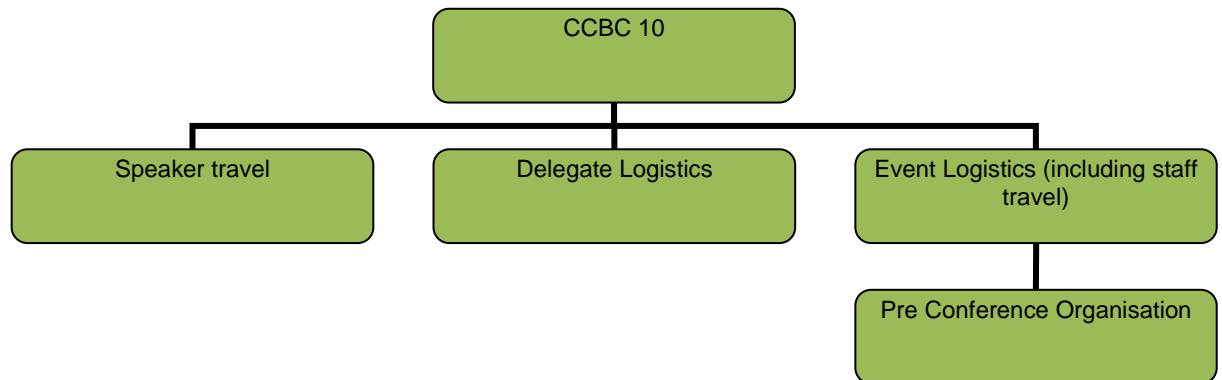 CCBC 10
Speaker travel
Delegate Logistics
Event Logistics (including staff
travel)
Pre Conference Organisation